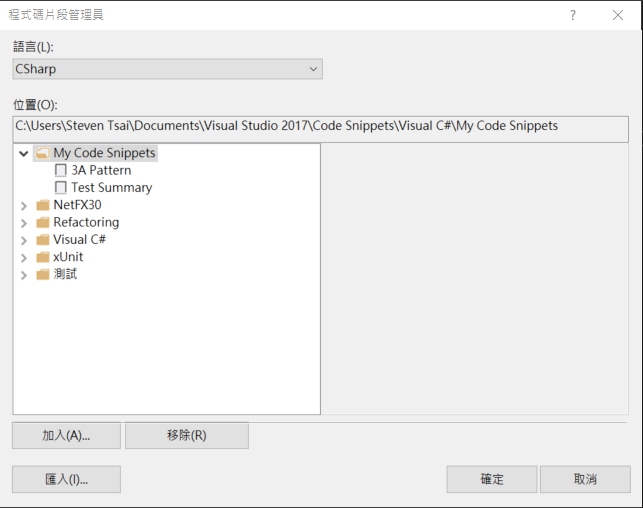 程式碼片段管理員
?
語言(L):
CSharp
位置(O):
C:\Users\Steven Tsai\Documents\Visual Studio 2017\Code Snippets\Visual C#\My Code Snippets
My Code Snippets
3A Pattern
Test Summary
NetFX30
Refactoring
Visual C#
xUnit
測試
加入(A)... 移除(R)
匯入(I)... 確定 取消